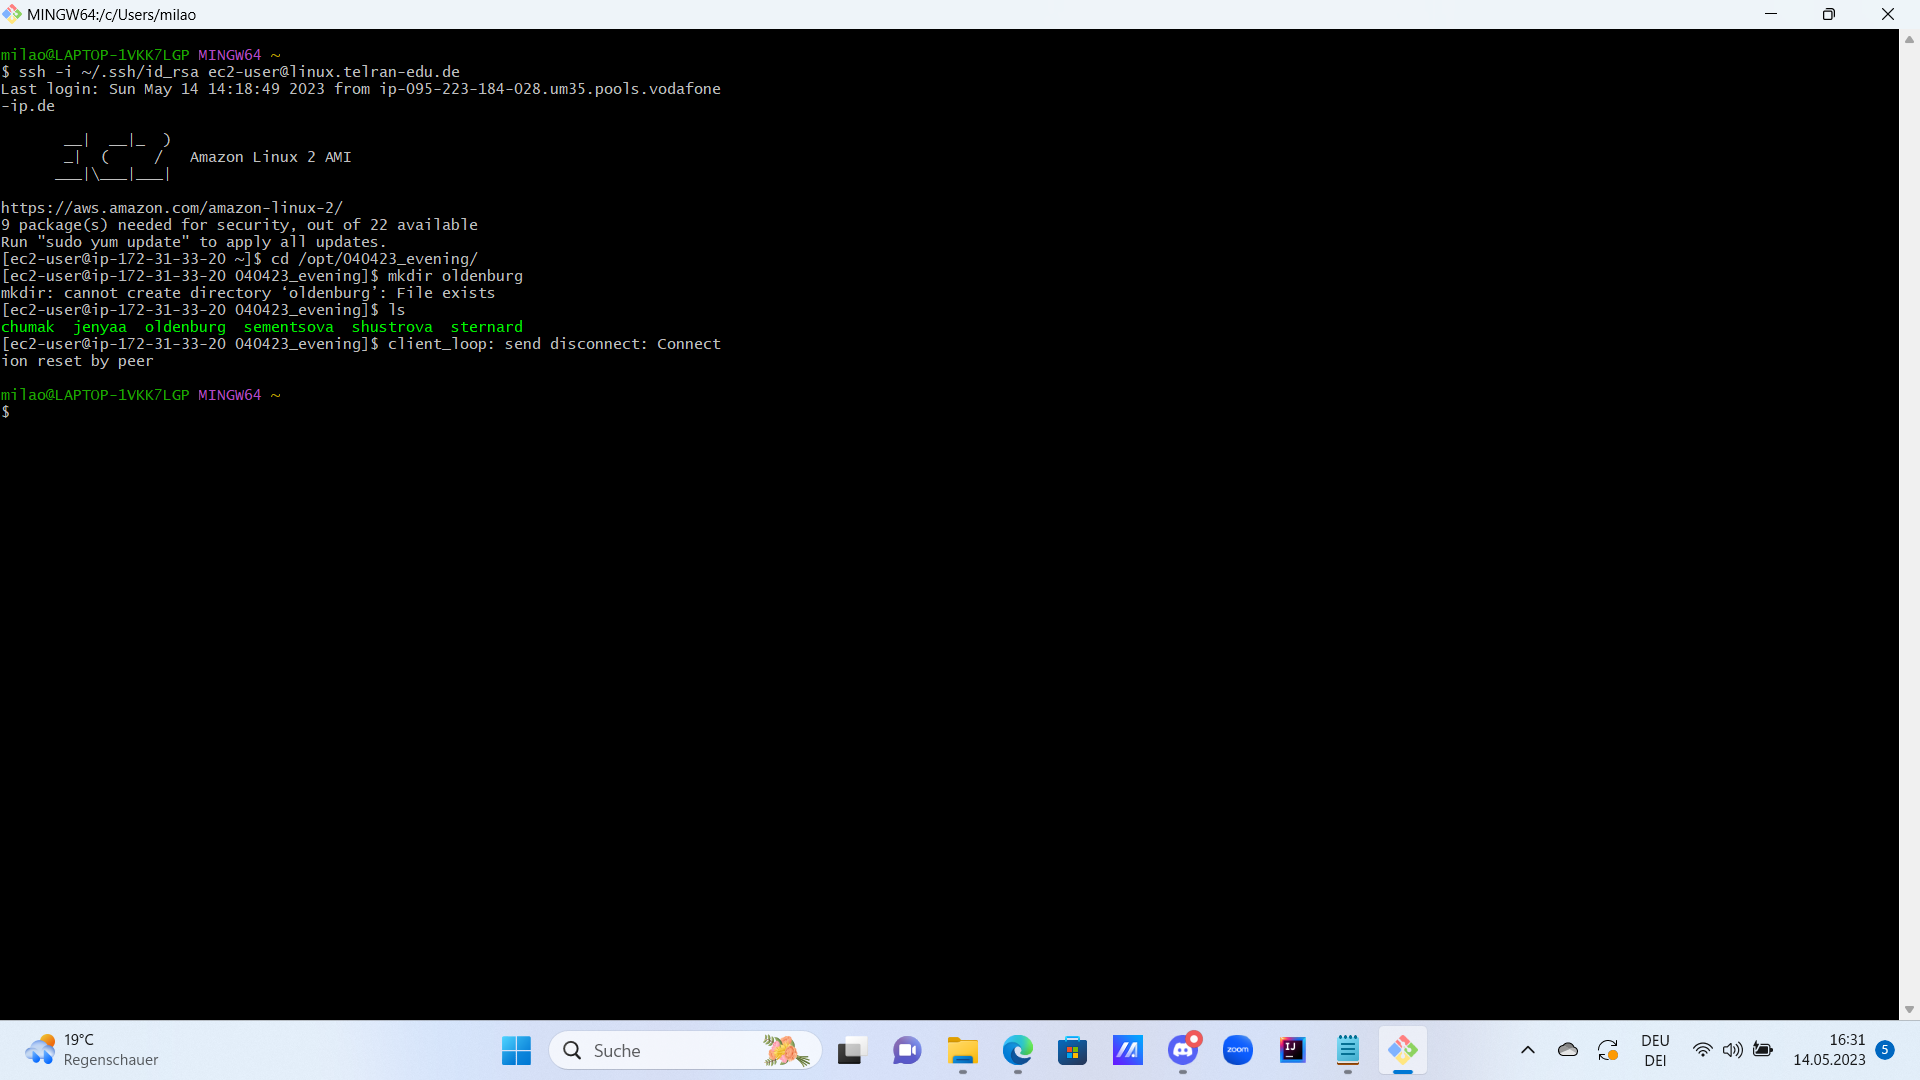 MINGW64:/c/Users/milao
milao@LAPTOP-1VKK7LGP MINGW64 ~
$ ssh -i ~/.ssh/id_rsa ec2-user@linux.telran-edu.de
Last login: Sun May 14 14:18:49 2023 from ip-095-223-184-028.um35.pools.vodafone
-ip.de
       __|  __|_  )
       _|  (     /   Amazon Linux 2 AMI
      ___|\___|___|
https://aws.amazon.com/amazon-linux-2/
9 package(s) needed for security, out of 22 available
Run "sudo yum update" to apply all updates.
[ec2-user@ip-172-31-33-20 ~]$ cd /opt/040423_evening/
[ec2-user@ip-172-31-33-20 040423_evening]$ mkdir oldenburg
mkdir: cannot create directory ‘oldenburg’: File exists
[ec2-user@ip-172-31-33-20 040423_evening]$ ls
chumak  jenyaa  oldenburg  sementsova  shustrova  sternard
[ec2-user@ip-172-31-33-20 040423_evening]$ client_loop: send disconnect: Connect
ion reset by peer
milao@LAPTOP-1VKK7LGP MINGW64 ~
$
19°C
Regenschauer
Suche
zoom
IJ
DEU
DEI
16:31
14.05.2023
5